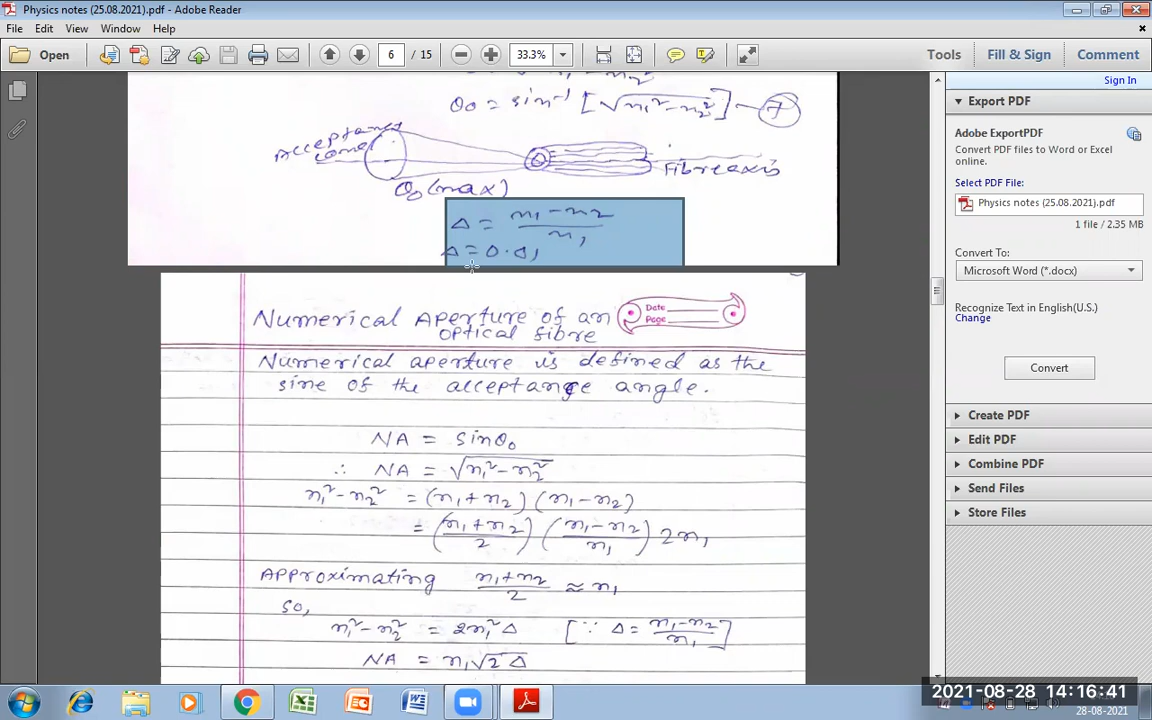 Physics notes (25.08.2021).pdf - Adobe Reader
File Edit View Window Help
Open 6 / 15 33.3% Tools Fill & Sign Comment
Sign In
θ₀ = sin⁻¹ [√n₁²-n₂²] — 7
Acceptance cone
Fibre axis
θ₀ (max)
Δ = n₁ - n₂ / n₁
Numerical Aperture of an
optical fibre
Date
Page
Numerical aperture is defined as the
sine of the acceptance angle.
NA = sinθ₀
∴ NA = √n₁²-n₂²
n₁²-n₂² = (n₁+n₂) (n₁-n₂)
= (n₁+n₂/2) (n₁-n₂/n₁) 2n₁
Approximating n₁+n₂/2 ≈ n₁
so,
n₁²-n₂² = 2n₁²Δ [∵ Δ = n₁-n₂/n₁]
NA = n₁√2Δ
Export PDF
Adobe ExportPDF
Convert PDF files to Word or Excel
online.
Select PDF File:
Physics notes (25.08.2021).pdf
1 file / 2.35 MB
Convert To:
Microsoft Word (*.docx)
Recognize Text in English(U.S.)
Change
Convert
Create PDF
Edit PDF
Combine PDF
Send Files
Store Files
2021-08-28 14:16:41
28-08-2021